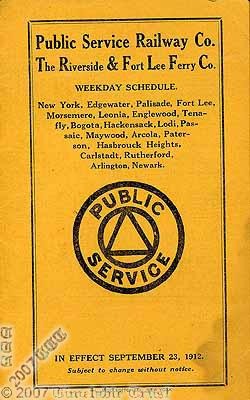 Public Service Railway Co.
The Riverside & Fort Lee Ferry Co.
WEEKDAY SCHEDULE.
New York, Edgewater, Palisade, Fort Lee,
Morsemere, Leonia, Englewood, Tena-
fly, Bogota, Hackensack, Lodi, Pas-
saic, Maywood, Arcola, Pater-
son, Hasbrouck Heights,
Carlstadt, Rutherford,
Arlington, Newark.
PUBLIC
SERVICE
IN EFFECT SEPTEMBER 23, 1912.
Subject to change without notice.
© 2007